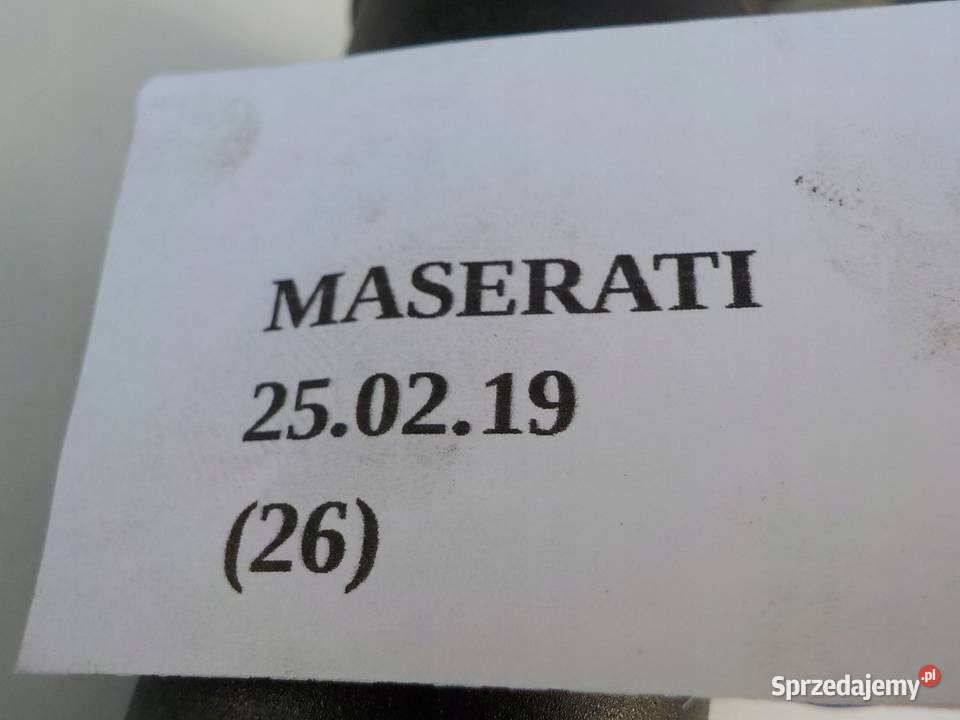 MASERATI
25.02.19
(26)
Sprzedajemy.pl